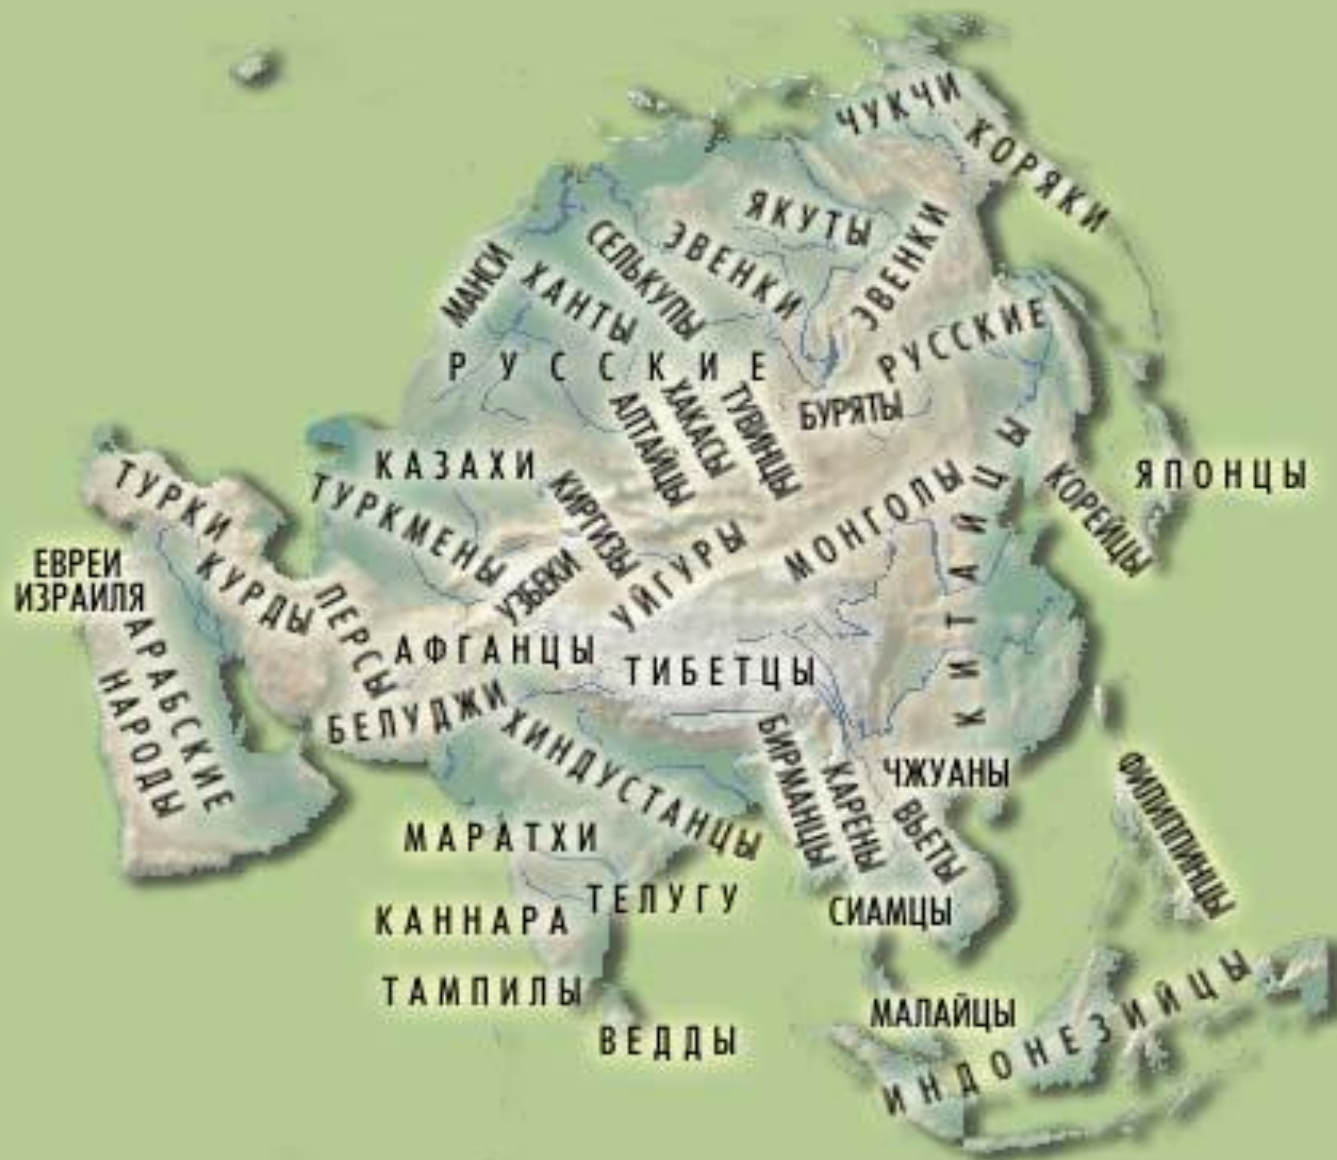 ЧУКЧИ
КОРЯКИ
ЯКУТЫ
ЭВЕНКИ
ЭВЕНКИ
СЕЛЬКУПЫ
МАНСИ
ХАНТЫ
РУССКИЕ
РУССКИЕ
АЛТАЙЦЫ
ХАКАСЫ
ТУВИНЦЫ
БУРЯТЫ
КАЗАХИ
ТУРКМЕНЫ
КИРГИЗЫ
УЗБЕКИ
УЙГУРЫ
МОНГОЛЫ
КИТАЙЦЫ
КОРЕЙЦЫ
ЯПОНЦЫ
ТУРКИ
КУРДЫ
ЕВРЕИ
ИЗРАИЛЯ
АРАБСКИЕ
НАРОДЫ
ПЕРСЫ
АФГАНЦЫ
БЕЛУДЖИ
ТИБЕТЦЫ
ХИНДУСТАНЦЫ
БИРМАНЦЫ
КАРЕНЫ
ЧЖУАНЫ
ВЬЕТЫ
ФИЛИППИНЦЫ
МАРАТХИ
ТЕЛУГУ
КАННАРА
СИАМЦЫ
ТАМПИЛЫ
ВЕДДЫ
МАЛАЙЦЫ
ИНДОНЕЗИЙЦЫ